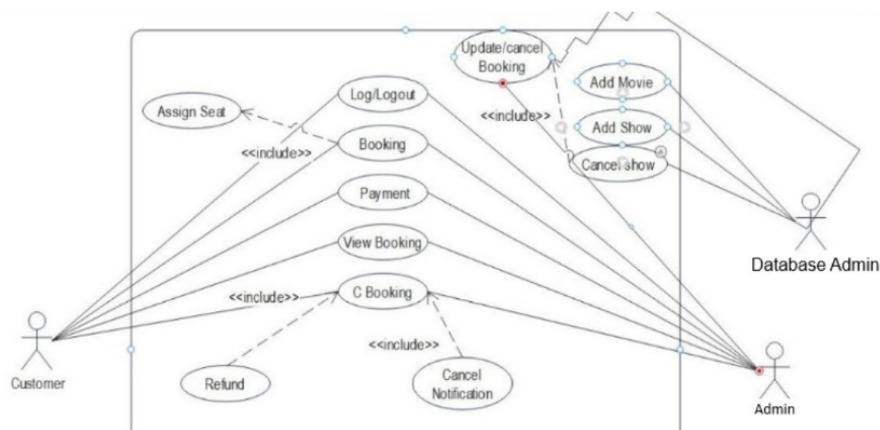 Update/cancel
Booking
Add Movie
Log/Logout
Assign Seat
<<include>>
Add Show
<<include>>
Booking
Cancel show
Payment
View Booking
Database Admin
<<include>>
C Booking
<<include>>
Customer
Refund
Cancel
Notification
Admin